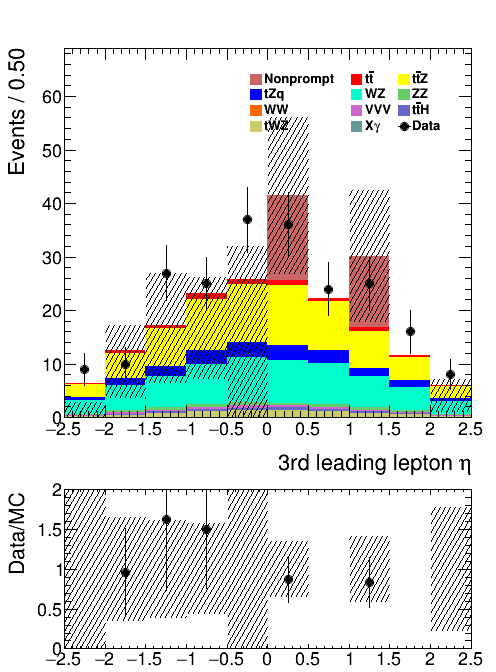 Events / 0.50
60
50
40
30
20
10
0
Nonprompt tt̄ tt̄Z
tZq WZ ZZ
WW VVV tt̄H
tWZ Xγ Data
−2.5 −2 −1.5 −1 −0.5 0 0.5 1 1.5 2 2.5
3rd leading lepton η
Data/MC
2
1.5
1
0.5
0
−2.5 −2 −1.5 −1 −0.5 0 0.5 1 1.5 2 2.5